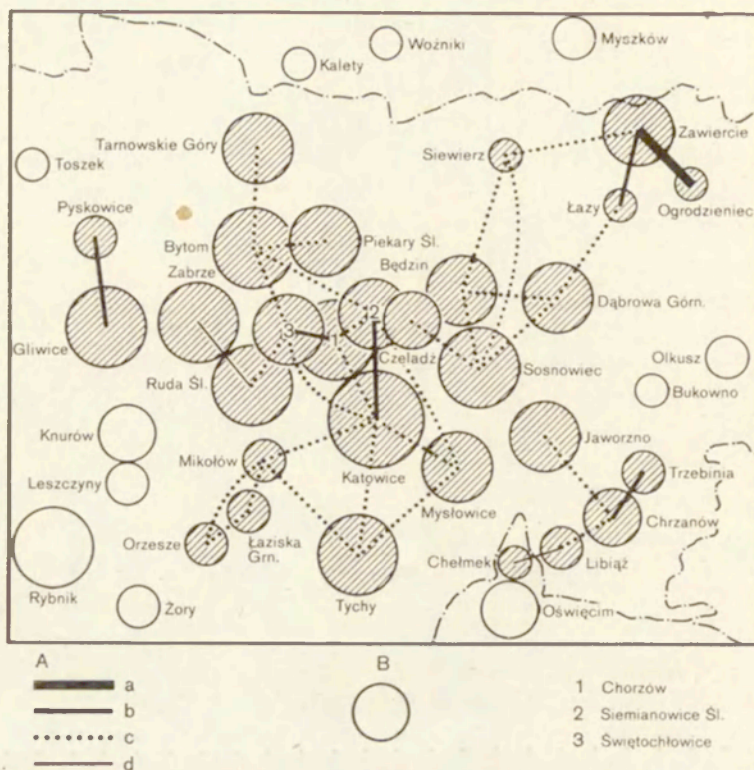 Woźniki
Myszków
Kalety
Tarnowskie Góry
Siewierz
Zawiercie
Toszek
Pyskowice
Łazy
Ogrodzieniec
Bytom
Piekary Śl.
Zabrze
Będzin
Dąbrowa Górn.
2
3
1
Gliwice
Czeladź
Ruda Śl.
Sosnowiec
Olkusz
Bukowno
Knurów
Jaworzno
Mikołów
Katowice
Trzebinia
Leszczyny
Mysłowice
Chrzanów
Orzesze
Łaziska
Grn.
Chełmek
Libiąż
Rybnik
Żory
Tychy
Oświęcim
A
B
a
b
c
d
1 Chorzów
2 Siemianowice Śl.
3 Świętochłowice